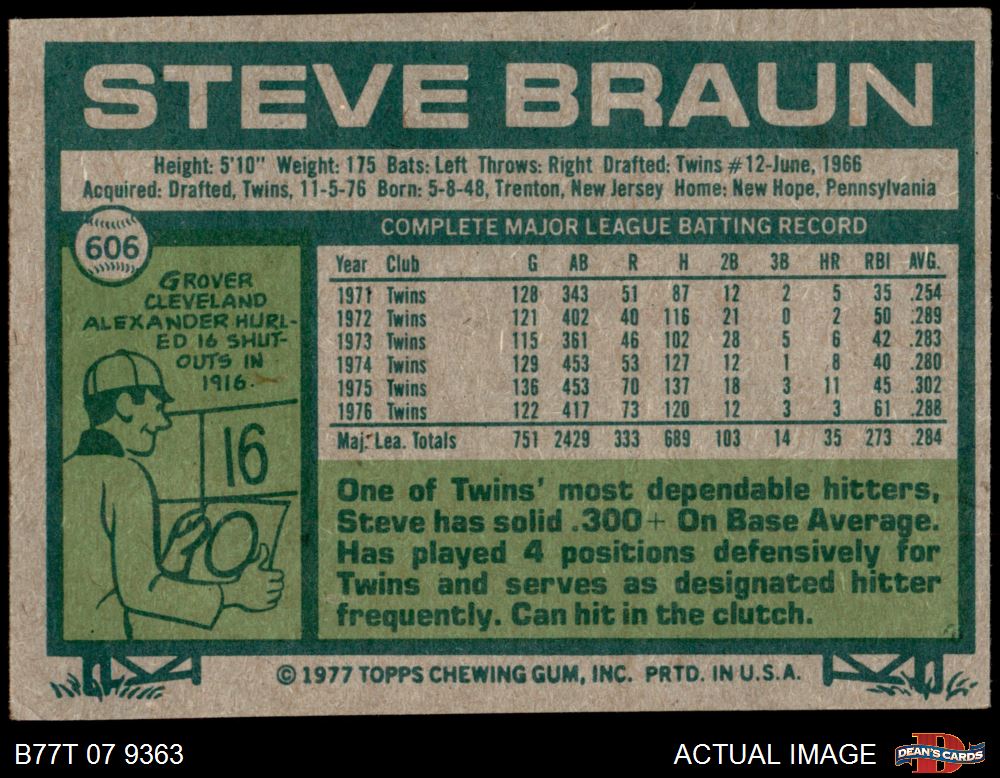 STEVE BRAUN
Height: 5'10" Weight: 175 Bats: Left Throws: Right Drafted: Twins #12-June, 1966
Acquired: Drafted, Twins, 11-5-76 Born: 5-8-48, Trenton, New Jersey Home: New Hope, Pennsylvania
606
GROVER
CLEVELAND
ALEXANDER HURL-
ED 16 SHUT-
OUTS IN
1916.
16
COMPLETE MAJOR LEAGUE BATTING RECORD
Year Club G AB R H 2B 3B HR RBI AVG.
1971 Twins 128 343 51 87 12 2 5 35 .254
1972 Twins 121 402 40 116 21 0 2 50 .289
1973 Twins 115 361 46 102 28 5 6 42 .283
1974 Twins 129 453 53 127 12 1 8 40 .280
1975 Twins 136 453 70 137 18 3 11 45 .302
1976 Twins 122 417 73 120 12 3 3 61 .288
Maj. Lea. Totals 751 2429 333 689 103 14 35 273 .284
One of Twins' most dependable hitters,
Steve has solid .300+ On Base Average.
Has played 4 positions defensively for
Twins and serves as designated hitter
frequently. Can hit in the clutch.
© 1977 TOPPS CHEWING GUM, INC. PRTD. IN U.S.A.
B77T 07 9363
ACTUAL IMAGE
DEAN'S CARDS